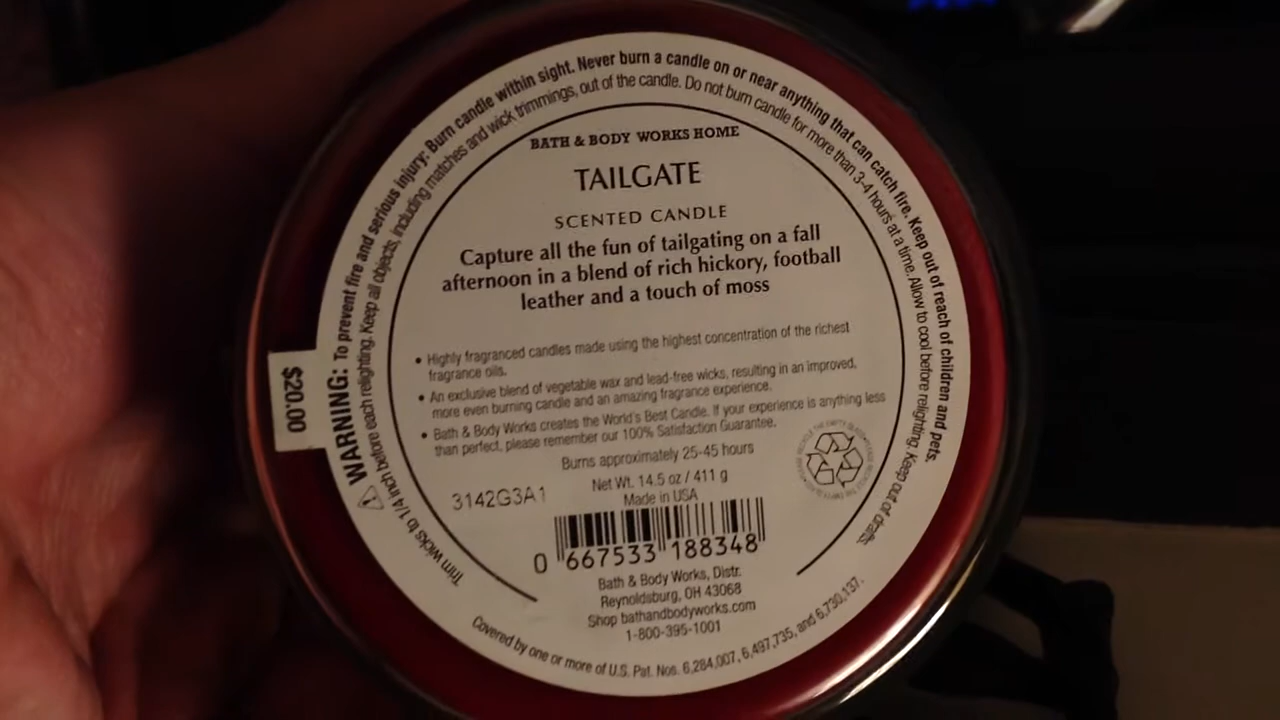 WARNING: To prevent fire and serious injury: Burn candle within sight. Never burn a candle on or near anything that can catch fire. Keep out of reach of children and pets.
Trim wicks to 1/4 inch before each relighting. Keep all objects, including matches and wick trimmings, out of the candle. Do not burn candle for more than 3-4 hours at a time. Allow to cool before relighting. Keep out of drafts.
BATH & BODY WORKS HOME
TAILGATE
SCENTED CANDLE
Capture all the fun of tailgating on a fall
afternoon in a blend of rich hickory, football
leather and a touch of moss
• Highly fragranced candles made using the highest concentration of the richest
fragrance oils.
• An exclusive blend of vegetable wax and lead-free wicks, resulting in an improved,
more even burning candle and an amazing fragrance experience.
• Bath & Body Works creates the World's Best Candle. If your experience is anything less
than perfect, please remember our 100% Satisfaction Guarantee.
Burns approximately 25-45 hours
Net Wt. 14.5 oz / 411 g
Made in USA
3142G3A1
0 667533 188348
Bath & Body Works, Distr.
Reynoldsburg, OH 43068
Shop bathandbodyworks.com
1-800-395-1001
Covered by one or more of U.S. Pat. Nos. 6,284,007, 6,497,735, and 6,730,137.
$20.00